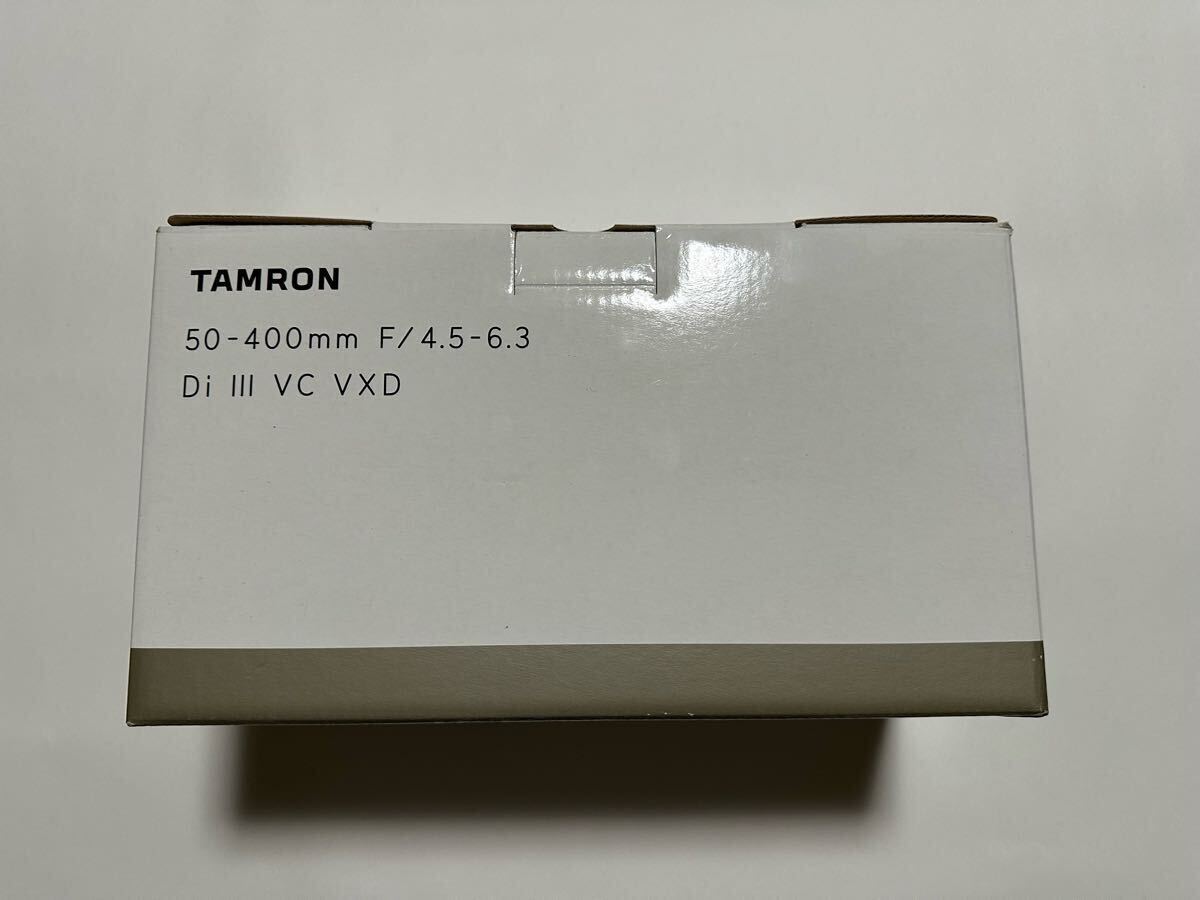 TAMRON
50-400mm F/4.5-6.3
Di III VC VXD